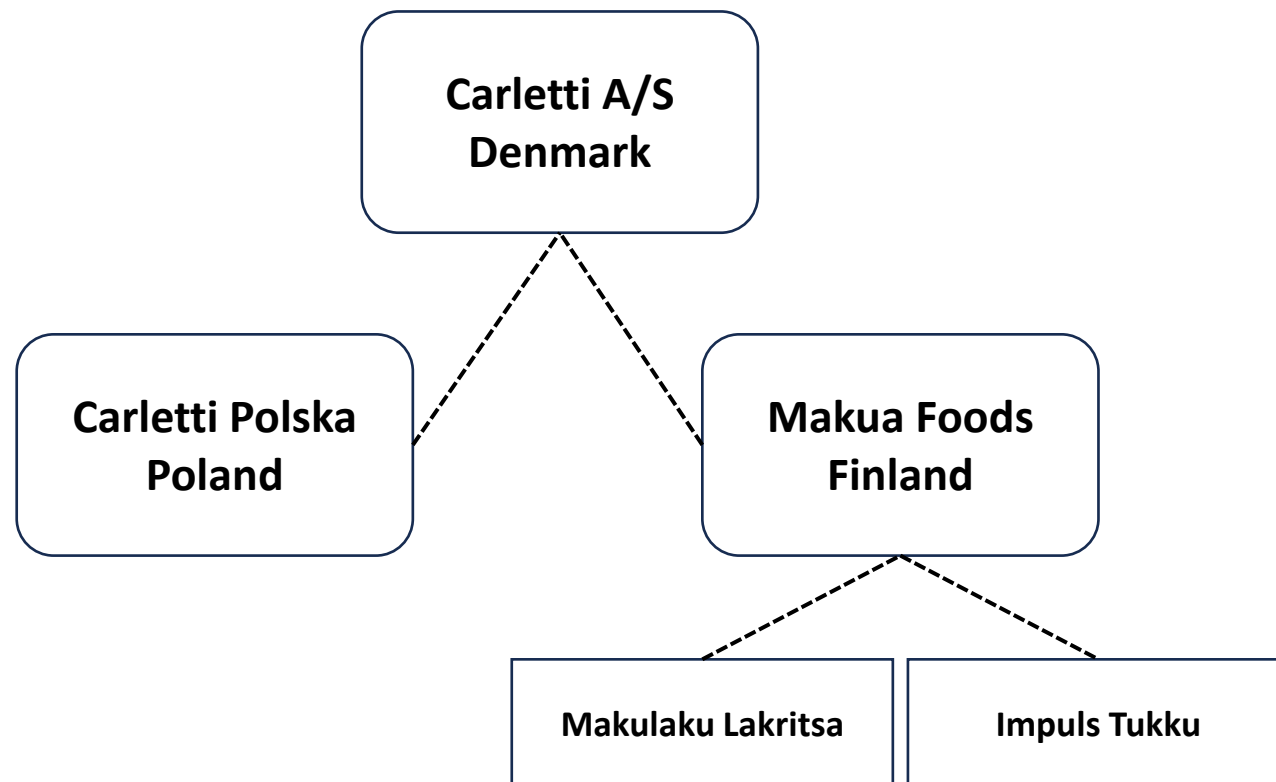 Carletti A/S
Denmark
Carletti Polska
Poland
Makua Foods
Finland
Makulaku Lakritsa
Impuls Tukku